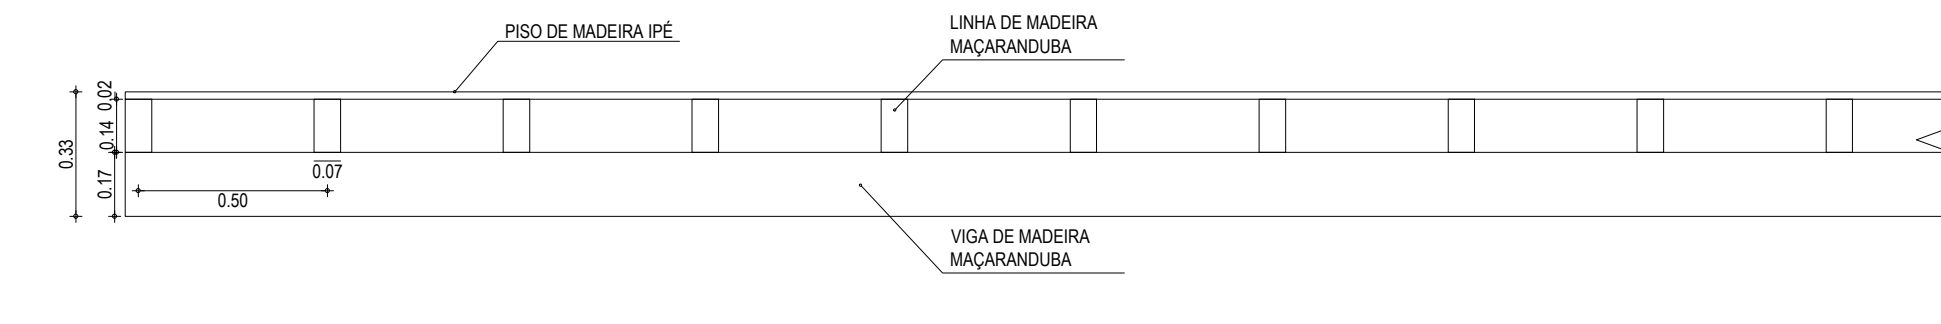 PISO DE MADEIRA IPÉ
LINHA DE MADEIRA
MAÇARANDUBA
0.02
0.14
0.33
0.17
0.07
0.50
VIGA DE MADEIRA
MAÇARANDUBA